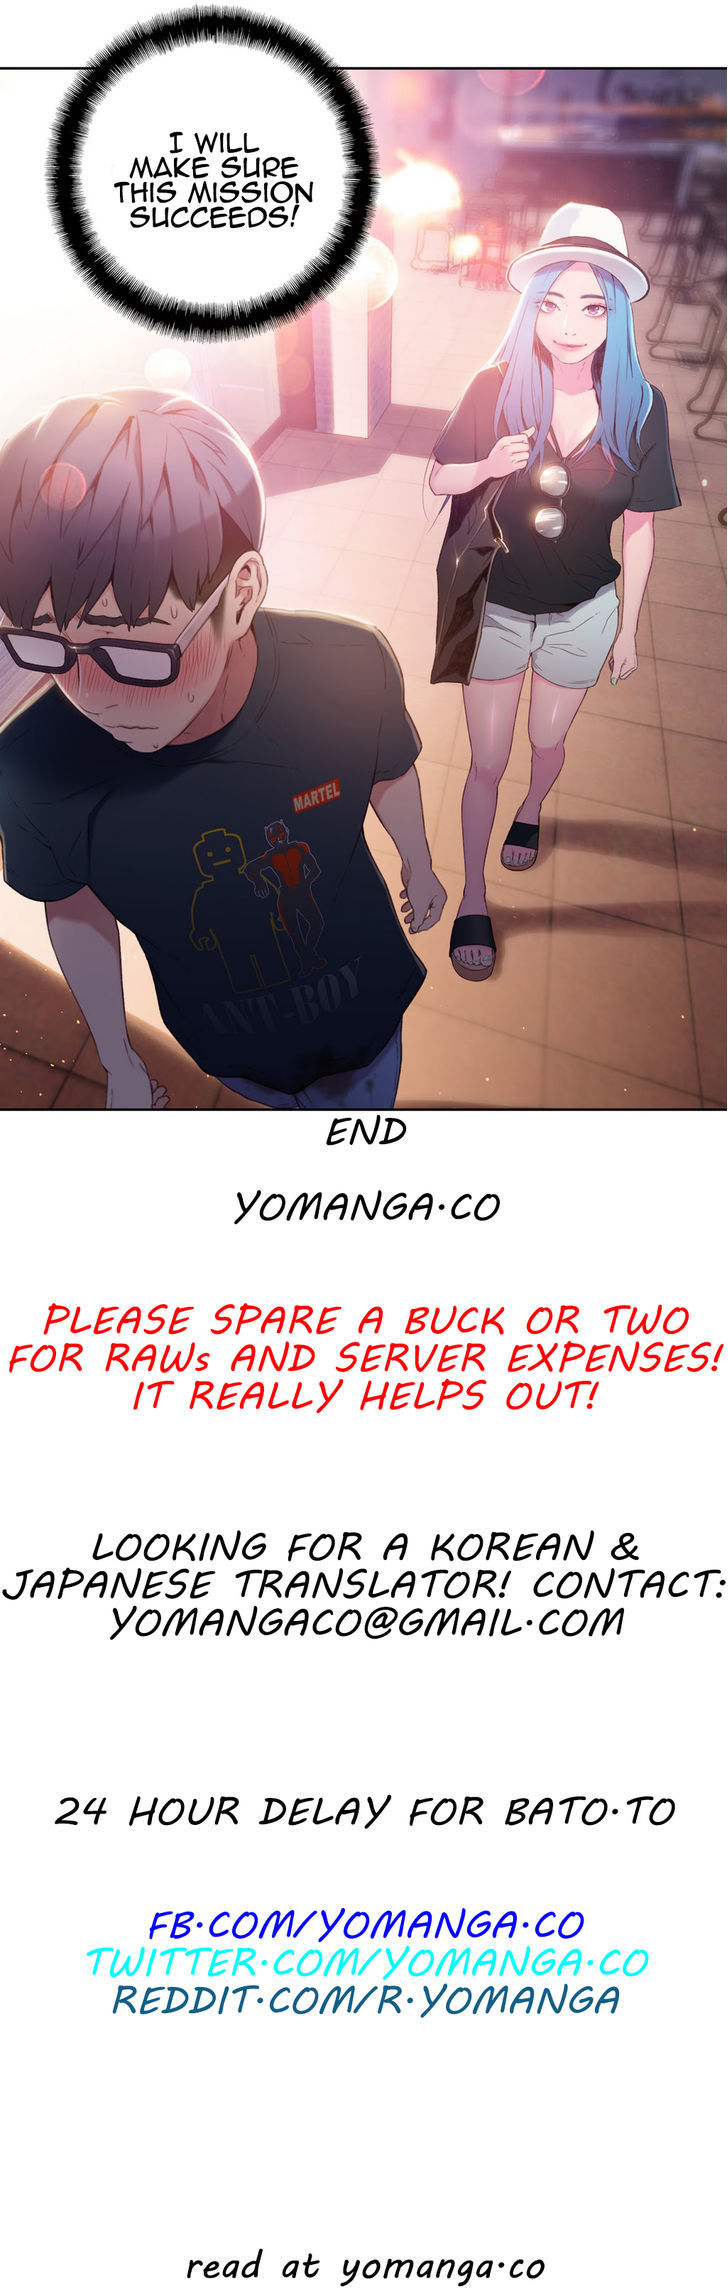 I WILL
MAKE SURE
THIS MISSION
SUCCEEDS!
MARTEL
ANT-BOY
END
YOMANGA.CO
PLEASE SPARE A BUCK OR TWO
FOR RAWs AND SERVER EXPENSES!
IT REALLY HELPS OUT!
LOOKING FOR A KOREAN &
JAPANESE TRANSLATOR! CONTACT:
YOMANGACO@GMAIL.COM
24 HOUR DELAY FOR BATO.TO
FB.COM/YOMANGA.CO
TWITTER.COM/YOMANGA.CO
REDDIT.COM/R.YOMANGA
read at yomanga.co